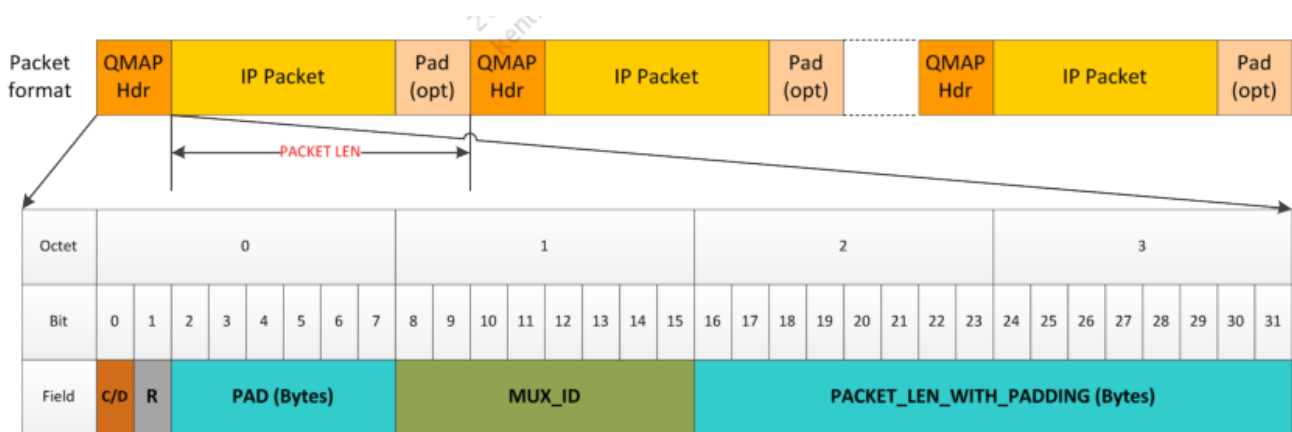 Packet format QMAP Hdr IP Packet Pad (opt) QMAP Hdr IP Packet Pad (opt) QMAP Hdr IP Packet Pad (opt)
PACKET LEN
Octet 0 1 2 3
Bit 0 1 2 3 4 5 6 7 8 9 10 11 12 13 14 15 16 17 18 19 20 21 22 23 24 25 26 27 28 29 30 31
Field C/D R PAD (Bytes) MUX_ID PACKET_LEN_WITH_PADDING (Bytes)